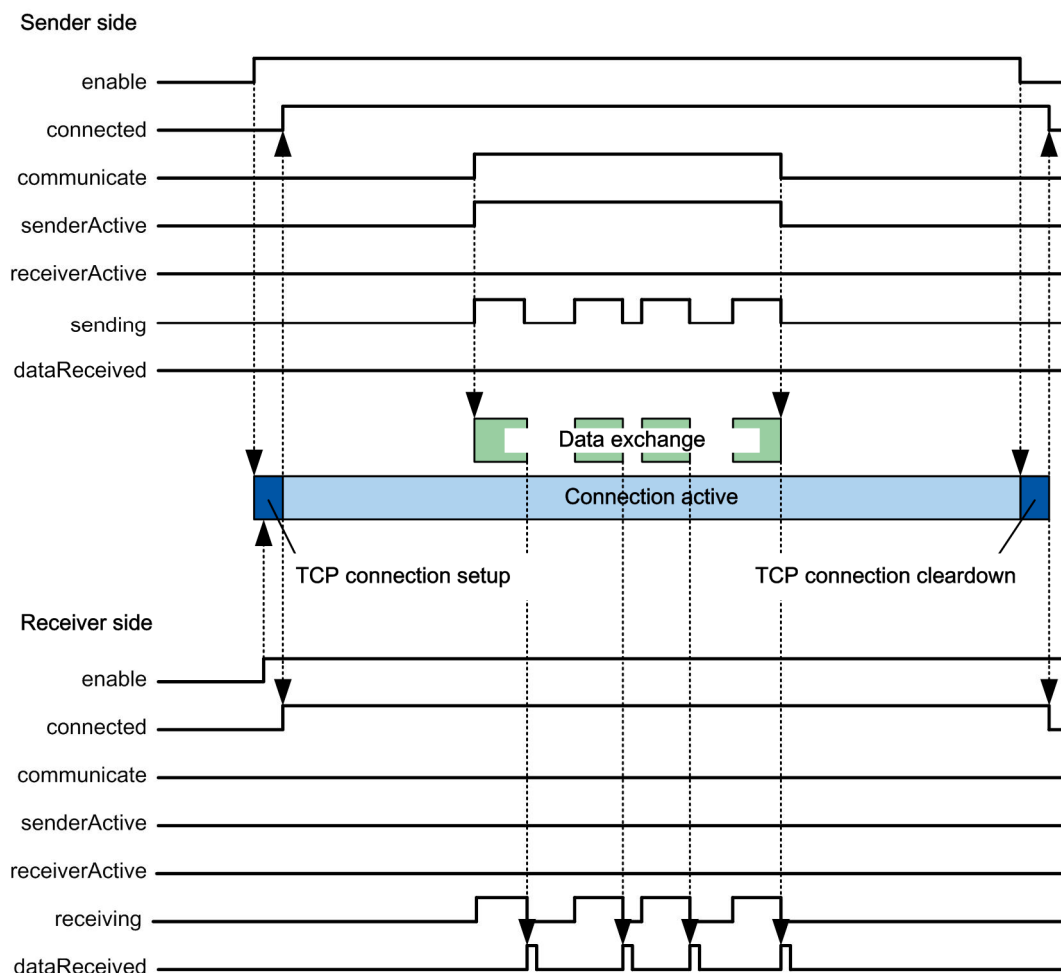 Sender side
enable
connected
communicate
senderActive
receiverActive
sending
dataReceived
Data exchange
Connection active
TCP connection setup
TCP connection cleardown
Receiver side
enable
connected
communicate
senderActive
receiverActive
receiving
dataReceived